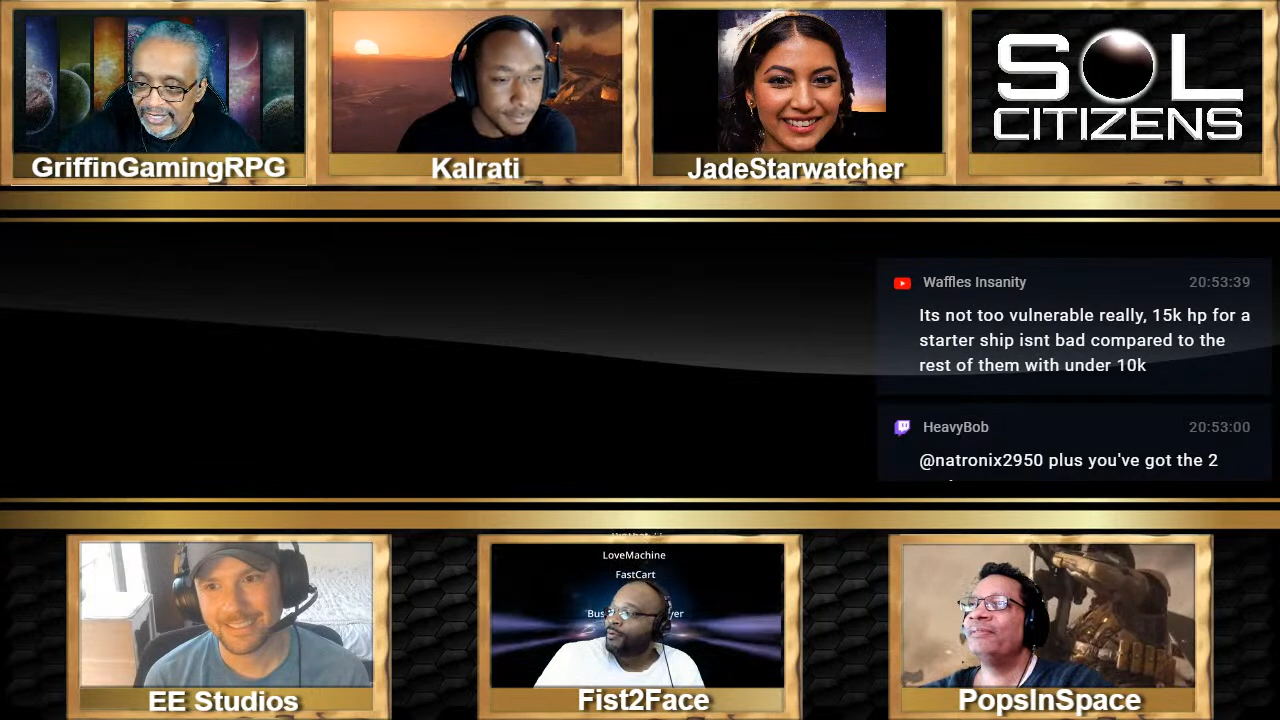 GriffinGamingRPG
Kalrati
JadeStarwatcher
SOL
CITIZENS
Waffles Insanity 20:53:39
Its not too vulnerable really, 15k hp for a
starter ship isnt bad compared to the
rest of them with under 10k
HeavyBob 20:53:00
@natronix2950 plus you've got the 2
LoveMachine
FastCart
EE Studios
Fist2Face
PopsInSpace